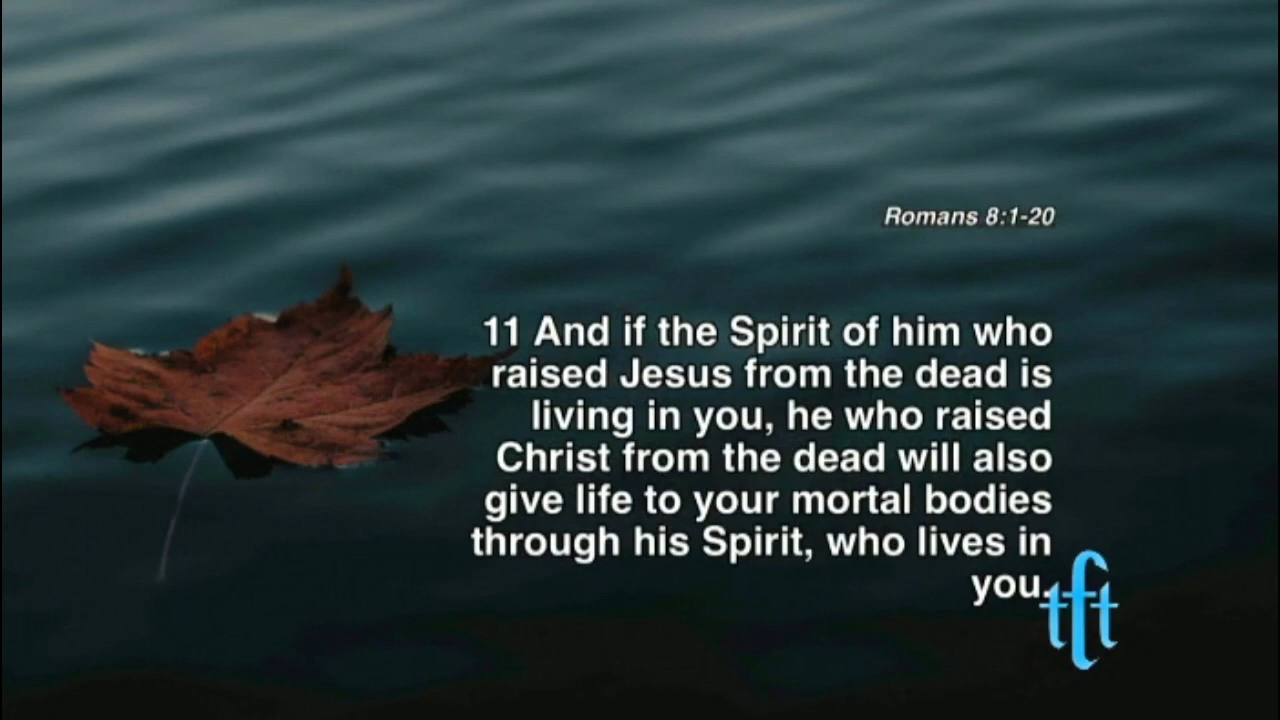 Romans 8:1-20
11 And if the Spirit of him who
raised Jesus from the dead is
living in you, he who raised
Christ from the dead will also
give life to your mortal bodies
through his Spirit, who lives in
you.
tft